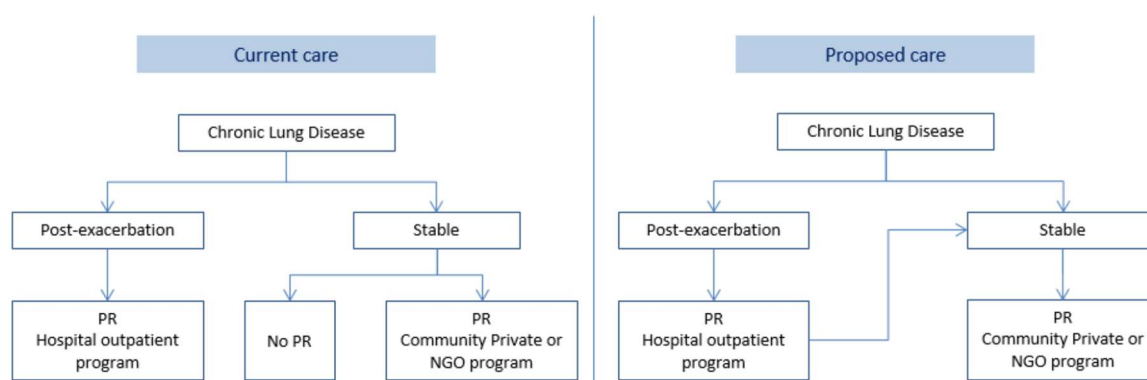 Current care
Chronic Lung Disease
Post-exacerbation
Stable
PR
Hospital outpatient
program
No PR
PR
Community Private or
NGO program
Proposed care
Chronic Lung Disease
Post-exacerbation
Stable
PR
Hospital outpatient
program
PR
Community Private or
NGO program